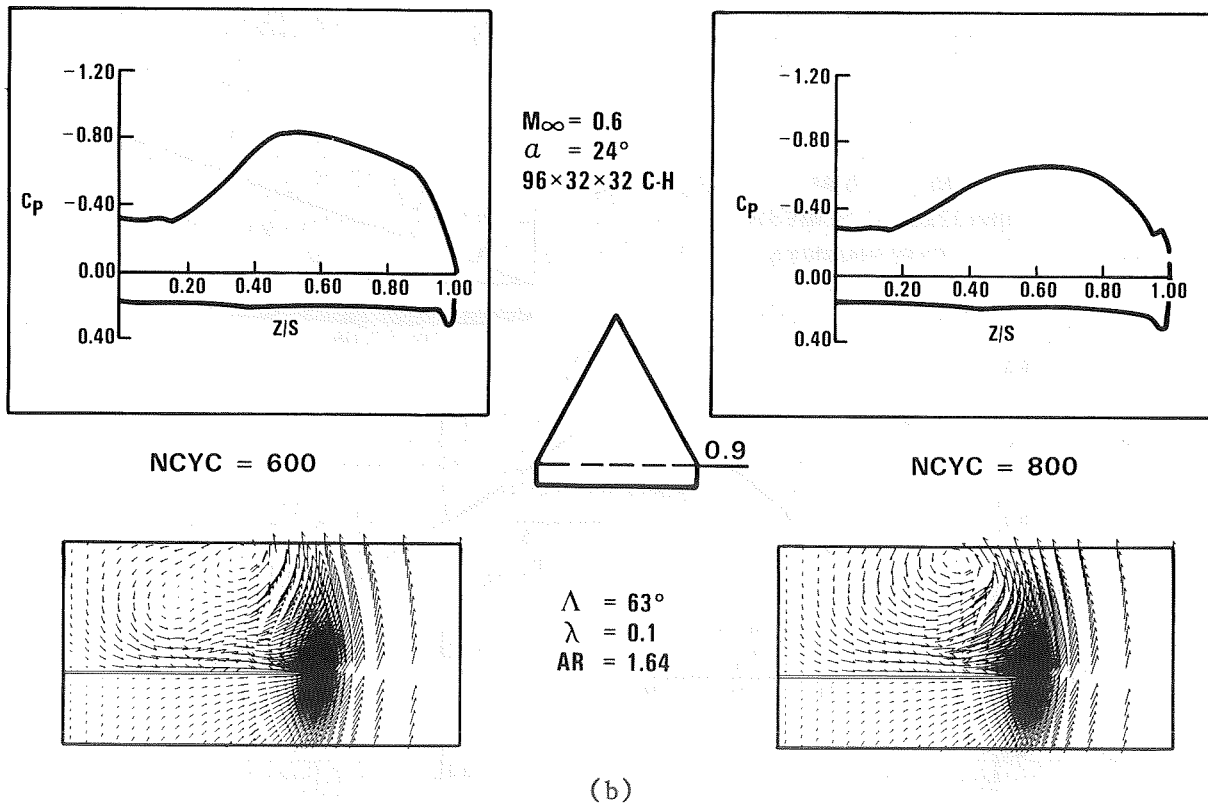 −1.20
−0.80
Cp −0.40
0.00
0.20 0.40 0.60 0.80 1.00
0.40
Z/S
M∞ = 0.6
α = 24°
96×32×32 C-H
−1.20
−0.80
Cp −0.40
0.00
0.20 0.40 0.60 0.80 1.00
0.40
Z/S
NCYC = 600
0.9
NCYC = 800
Λ = 63°
λ = 0.1
AR = 1.64
(b)